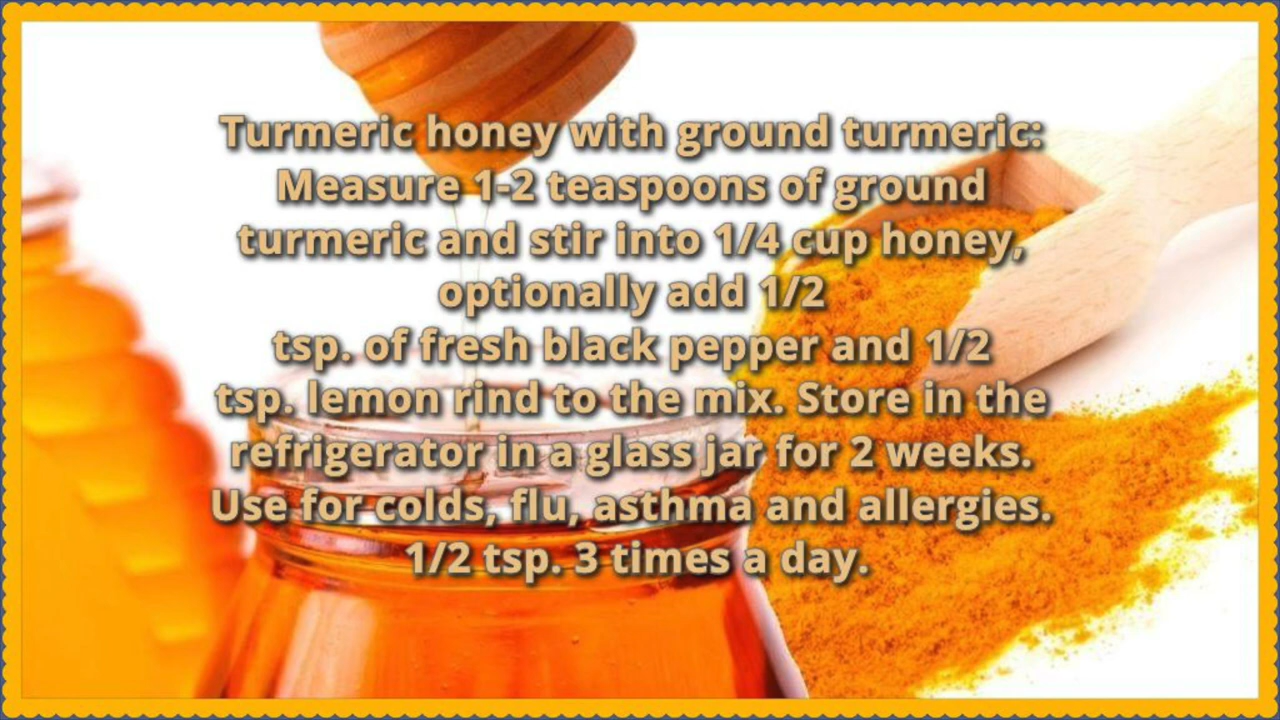 Turmeric honey with ground turmeric:
Measure 1-2 teaspoons of ground
turmeric and stir into 1/4 cup honey,
optionally add 1/2
tsp. of fresh black pepper and 1/2
tsp. lemon rind to the mix. Store in the
refrigerator in a glass jar for 2 weeks.
Use for colds, flu, asthma and allergies.
1/2 tsp. 3 times a day.